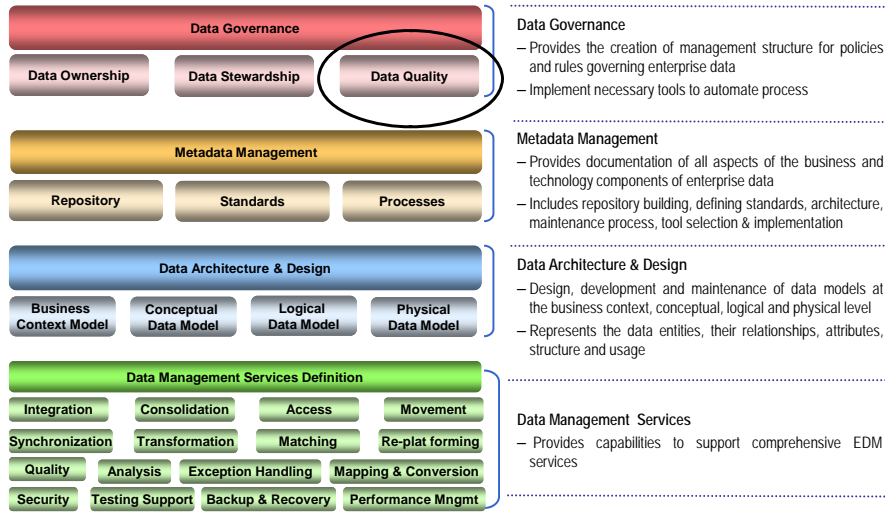 Data Governance
Data Ownership
Data Stewardship
Data Quality
Data Governance
– Provides the creation of management structure for policies
and rules governing enterprise data
– Implement necessary tools to automate process
Metadata Management
Repository
Standards
Processes
Metadata Management
– Provides documentation of all aspects of the business and
technology components of enterprise data
– Includes repository building, defining standards, architecture,
maintenance process, tool selection & implementation
Data Architecture & Design
Business
Context Model
Conceptual
Data Model
Logical
Data Model
Physical
Data Model
Data Architecture & Design
– Design, development and maintenance of data models at
the business context, conceptual, logical and physical level
– Represents the data entities, their relationships, attributes,
structure and usage
Data Management Services Definition
Integration
Consolidation
Access
Movement
Synchronization
Transformation
Matching
Re-plat forming
Quality
Analysis
Exception Handling
Mapping & Conversion
Security
Testing Support
Backup & Recovery
Performance Mngmt
Data Management Services
– Provides capabilities to support comprehensive EDM
services